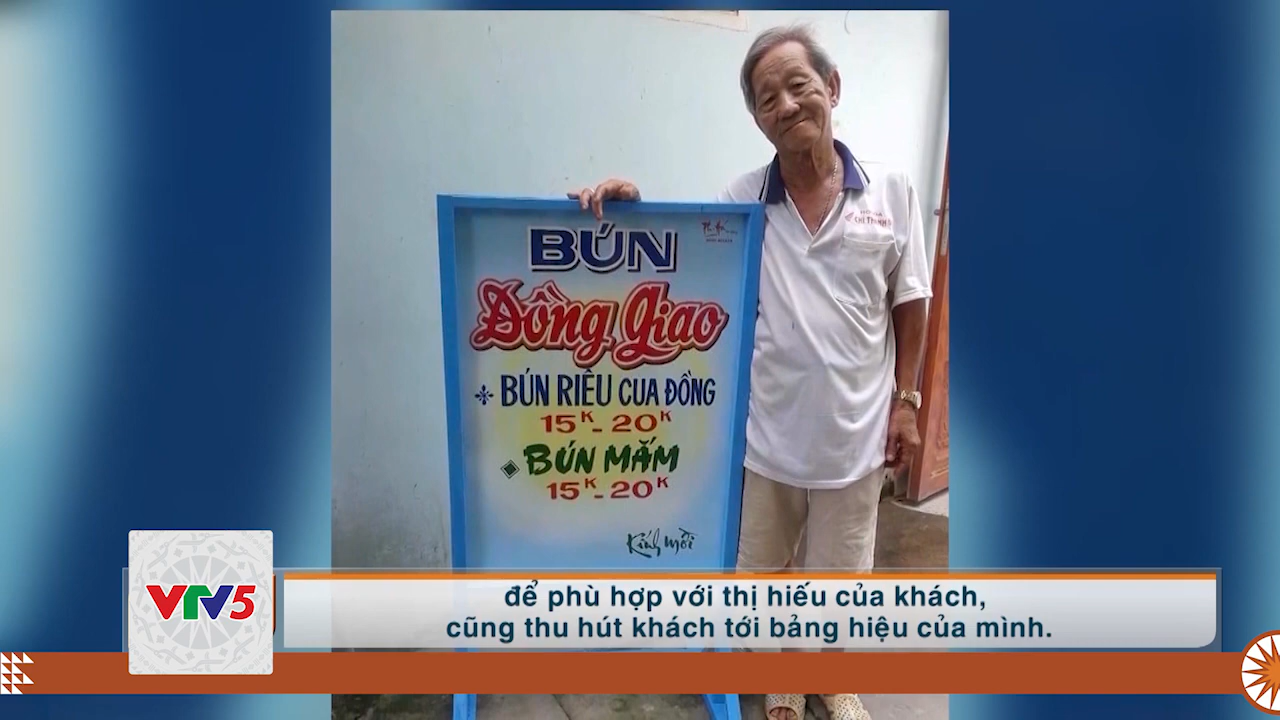 BÚN
Đồng Giao
BÚN RIÊU CUA ĐỒNG
15K - 20K
BÚN MẮM
15K - 20K
Kính mời
VTV5
để phù hợp với thị hiếu của khách,
cũng thu hút khách tới bảng hiệu của mình.